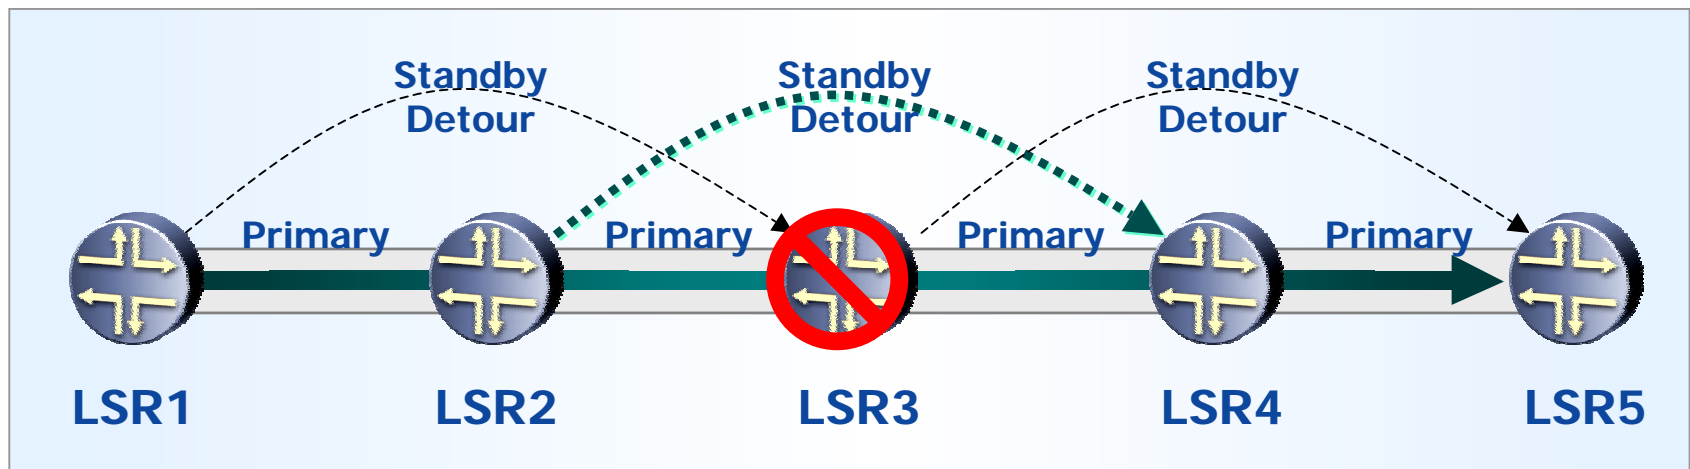 Standby
Detour
Standby
Detour
Standby
Detour
Primary
Primary
Primary
Primary
LSR1
LSR2
LSR3
LSR4
LSR5